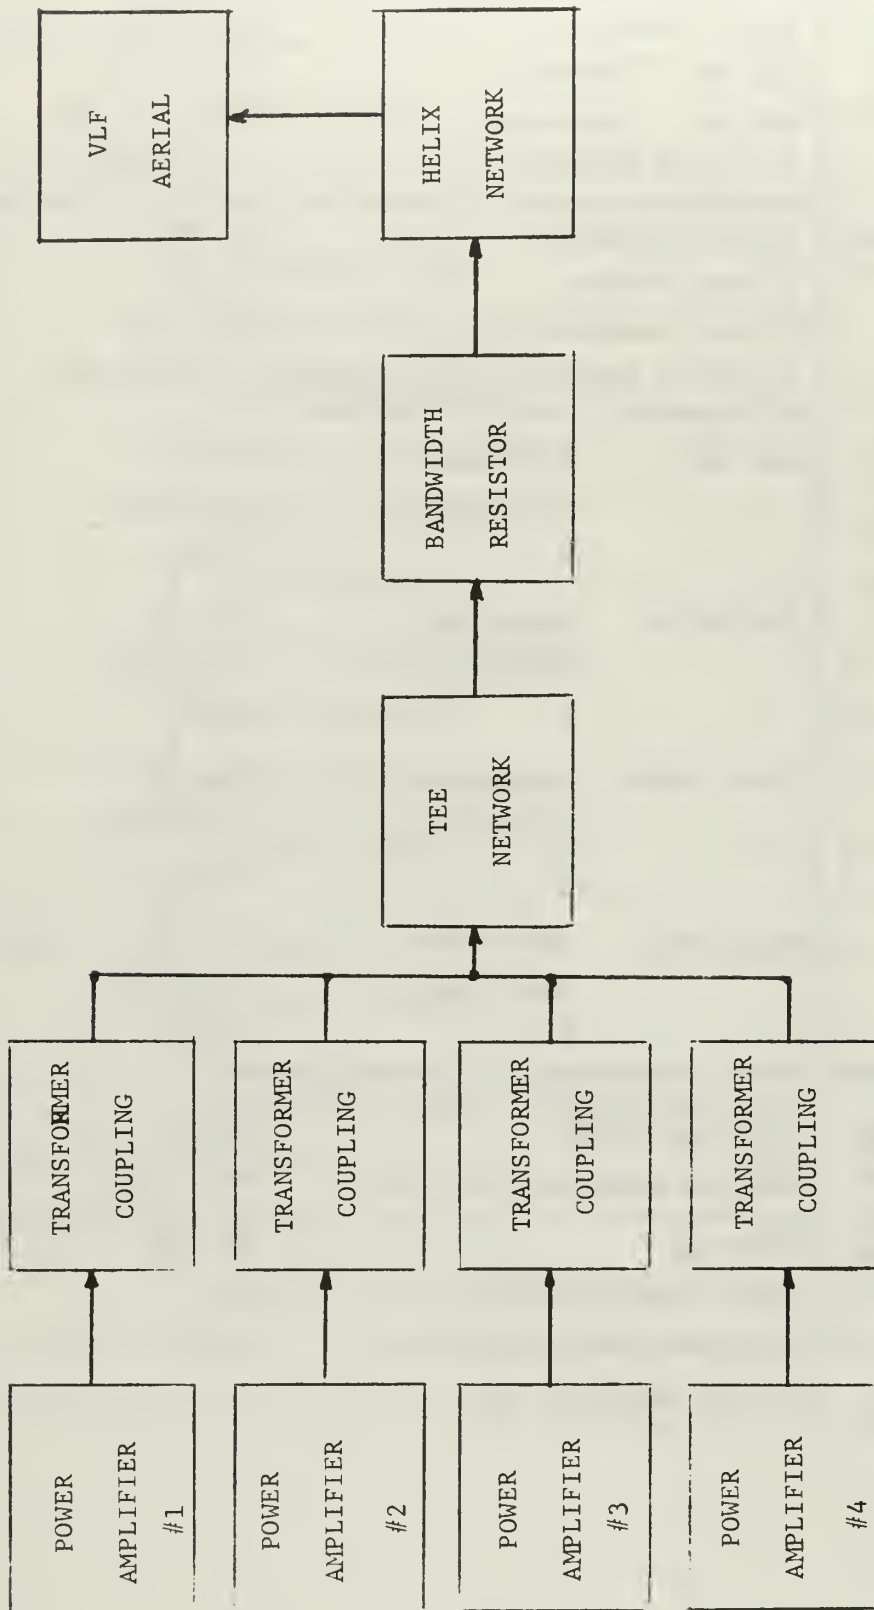 POWER
AMPLIFIER
#1
TRANSFORMER
COUPLING
POWER
AMPLIFIER
#2
TRANSFORMER
COUPLING
POWER
AMPLIFIER
#3
TRANSFORMER
COUPLING
POWER
AMPLIFIER
#4
TRANSFORMER
COUPLING
TEE
NETWORK
BANDWIDTH
RESISTOR
HELIX
NETWORK
VLF
AERIAL